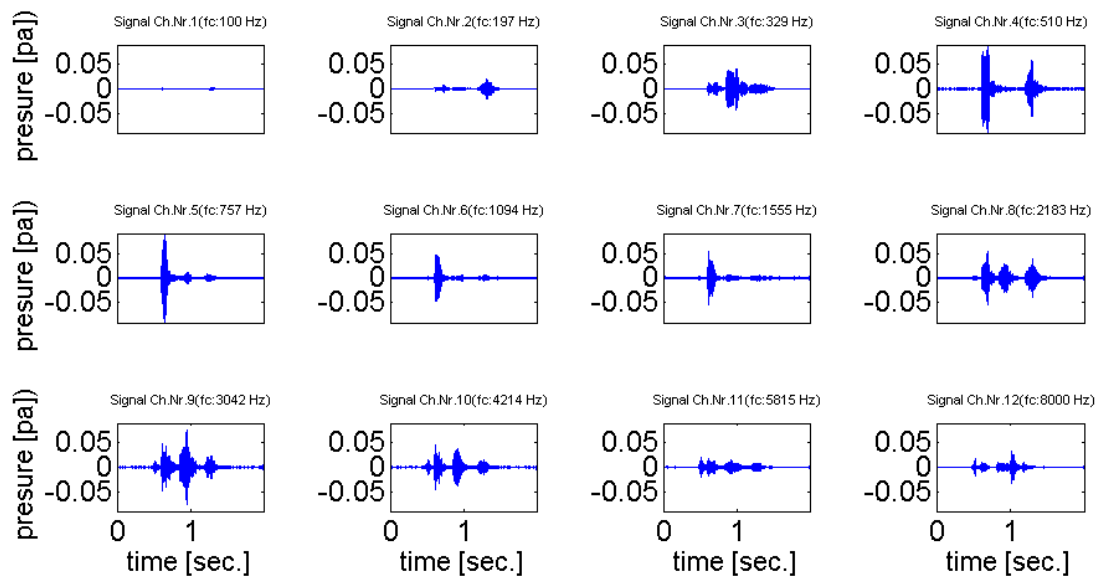 Signal Ch.Nr.1(fc:100 Hz)
Signal Ch.Nr.2(fc:197 Hz)
Signal Ch.Nr.3(fc:329 Hz)
Signal Ch.Nr.4(fc:510 Hz)
presure [pa])
0.05
0
-0.05
0.05
0
-0.05
0.05
0
-0.05
0.05
0
-0.05
Signal Ch.Nr.5(fc:757 Hz)
Signal Ch.Nr.6(fc:1094 Hz)
Signal Ch.Nr.7(fc:1555 Hz)
Signal Ch.Nr.8(fc:2183 Hz)
presure [pa])
0.05
0
-0.05
0.05
0
-0.05
0.05
0
-0.05
0.05
0
-0.05
Signal Ch.Nr.9(fc:3042 Hz)
Signal Ch.Nr.10(fc:4214 Hz)
Signal Ch.Nr.11(fc:5815 Hz)
Signal Ch.Nr.12(fc:8000 Hz)
presure [pa])
0.05
0
-0.05
0.05
0
-0.05
0.05
0
-0.05
0.05
0
-0.05
0 1
0 1
0 1
0 1
time [sec.]
time [sec.]
time [sec.]
time [sec.]